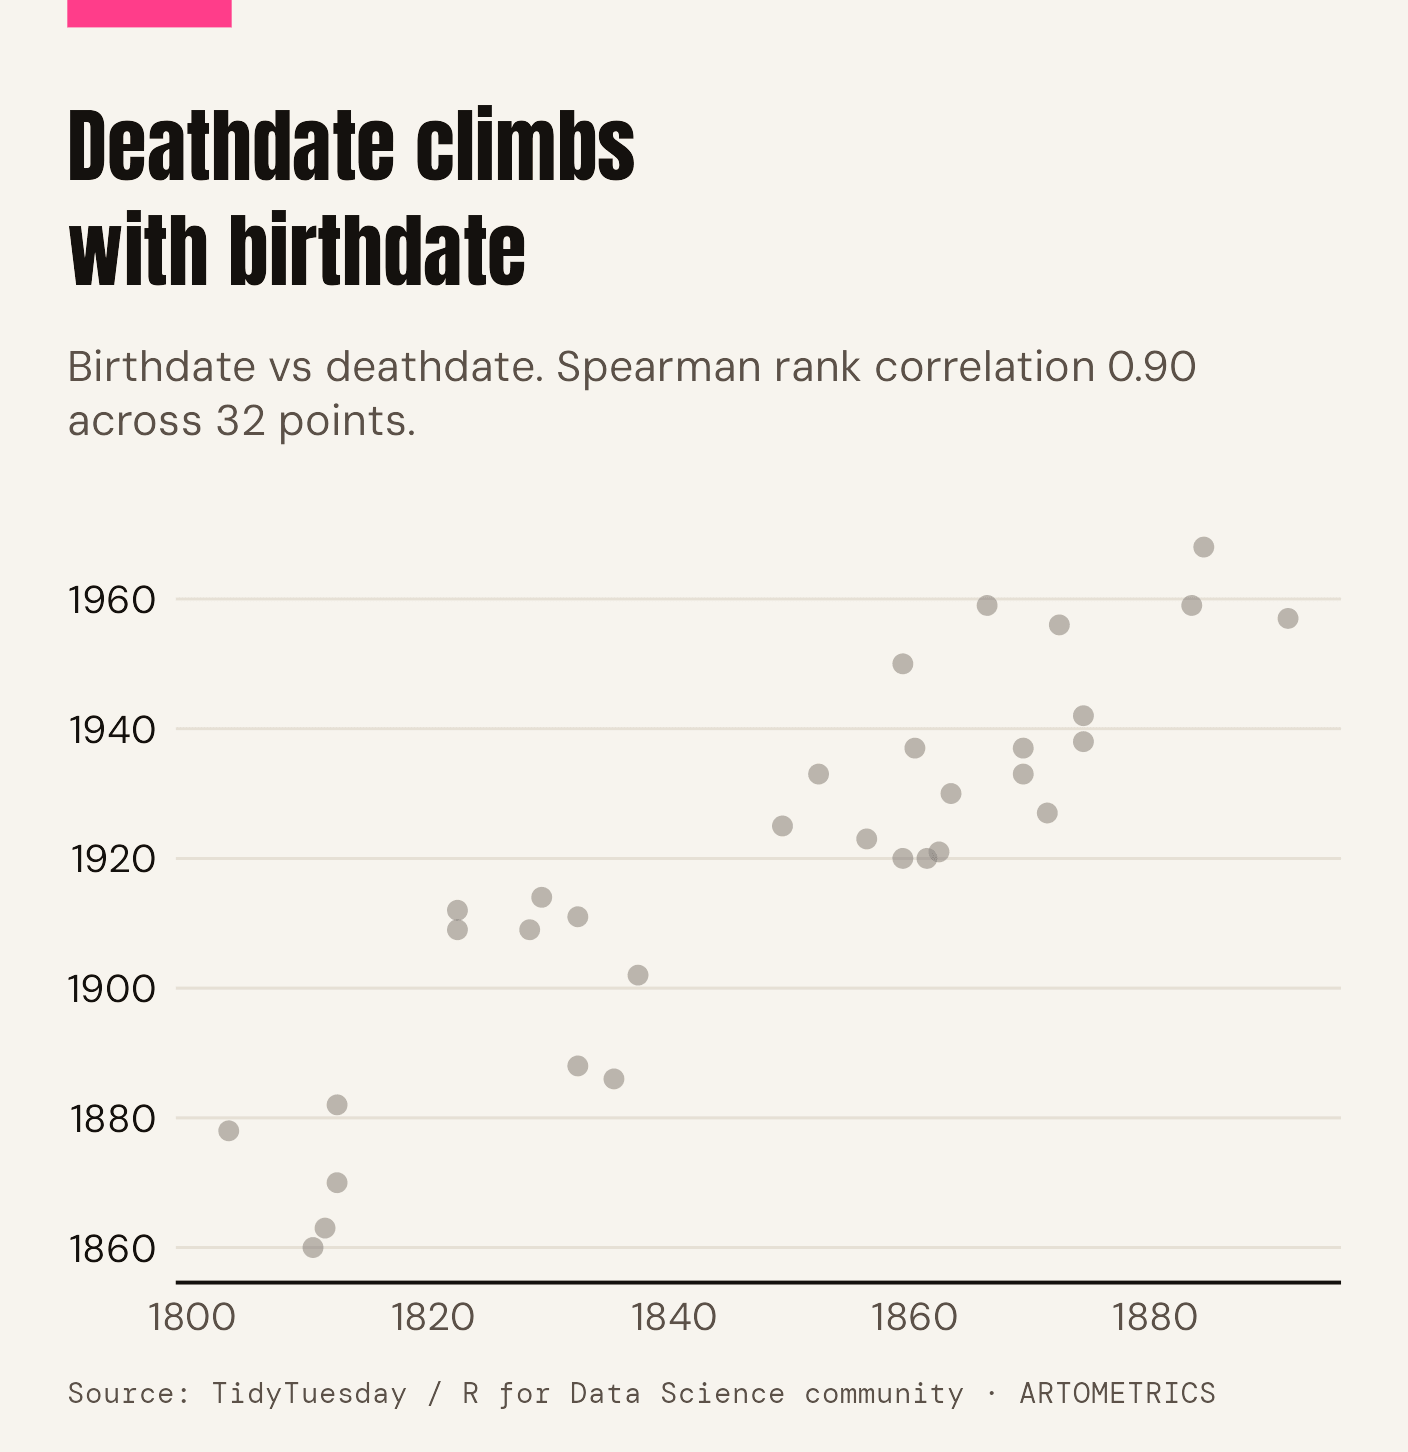 Deathdate climbs
with birthdate
Birthdate vs deathdate. Spearman rank correlation 0.90
across 32 points.
1960
1940
1920
1900
1880
1860
1800 1820 1840 1860 1880
Source: TidyTuesday / R for Data Science community · ARTOMETRICS